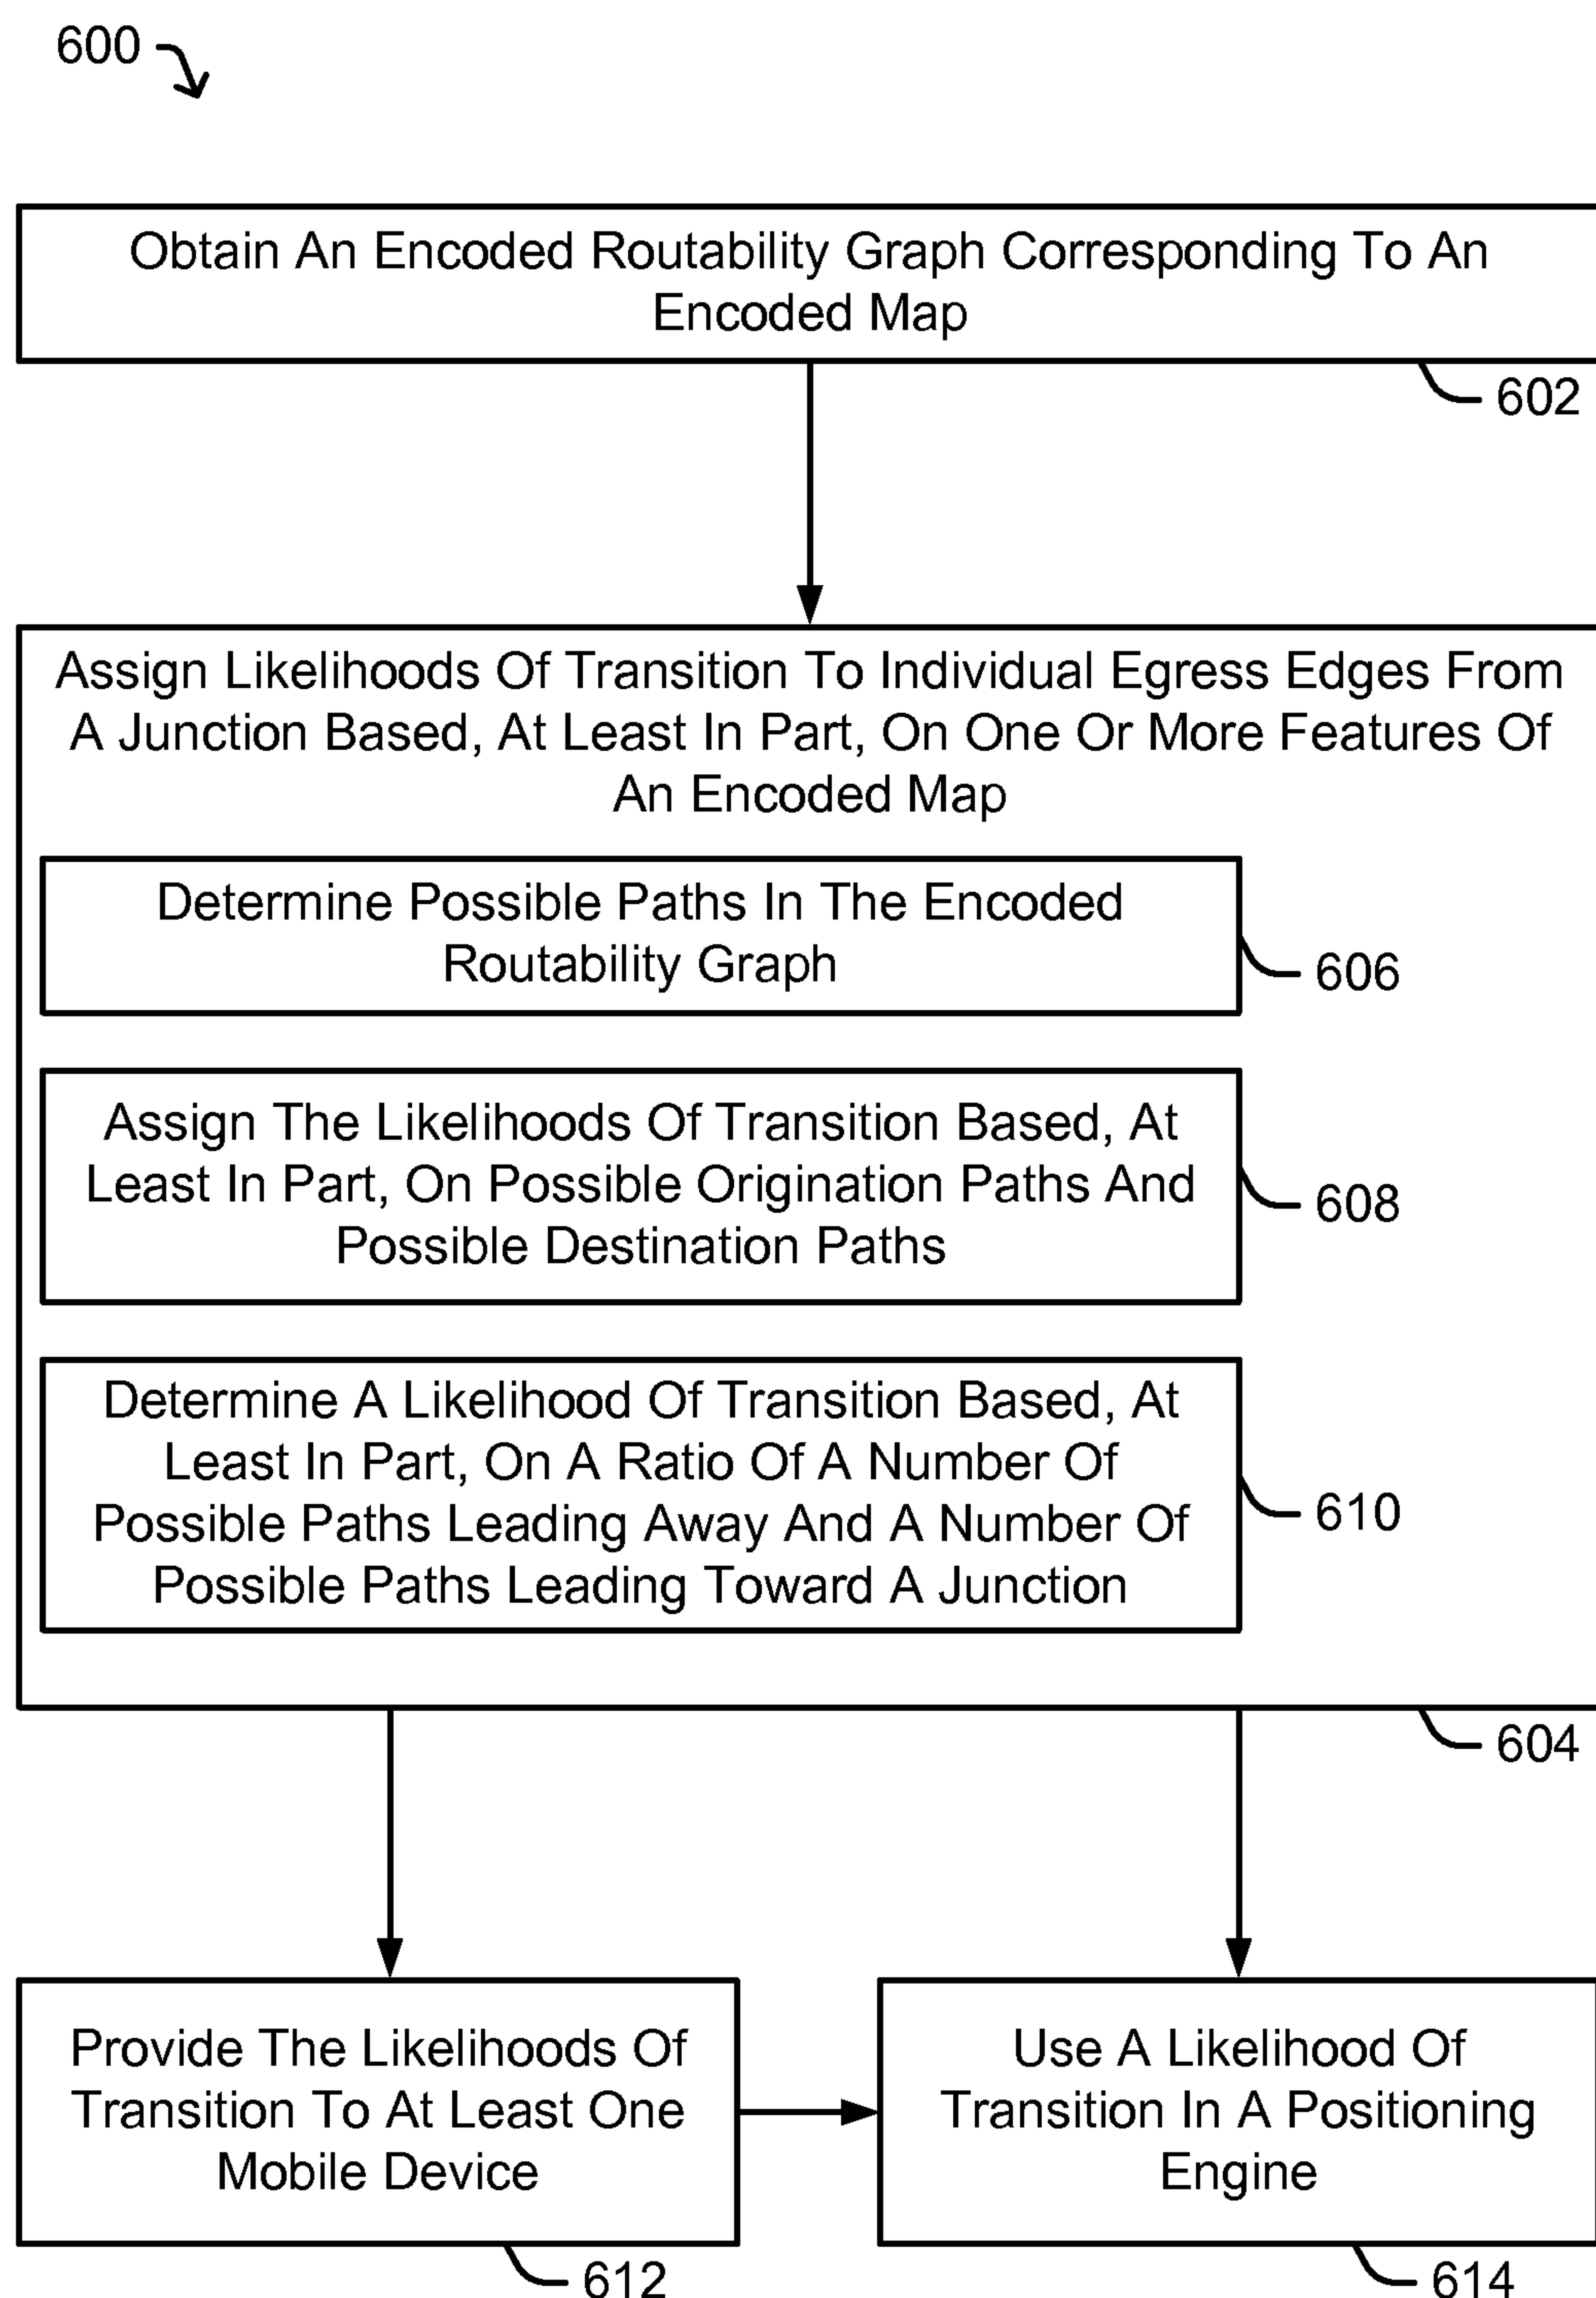 600
Obtain An Encoded Routability Graph Corresponding To An
Encoded Map
602
Assign Likelihoods Of Transition To Individual Egress Edges From
A Junction Based, At Least In Part, On One Or More Features Of
An Encoded Map
Determine Possible Paths In The Encoded
Routability Graph
606
Assign The Likelihoods Of Transition Based, At
Least In Part, On Possible Origination Paths And
Possible Destination Paths
608
Determine A Likelihood Of Transition Based, At
Least In Part, On A Ratio Of A Number Of
Possible Paths Leading Away And A Number Of
Possible Paths Leading Toward A Junction
610
604
Provide The Likelihoods Of
Transition To At Least One
Mobile Device
612
Use A Likelihood Of
Transition In A Positioning
Engine
614